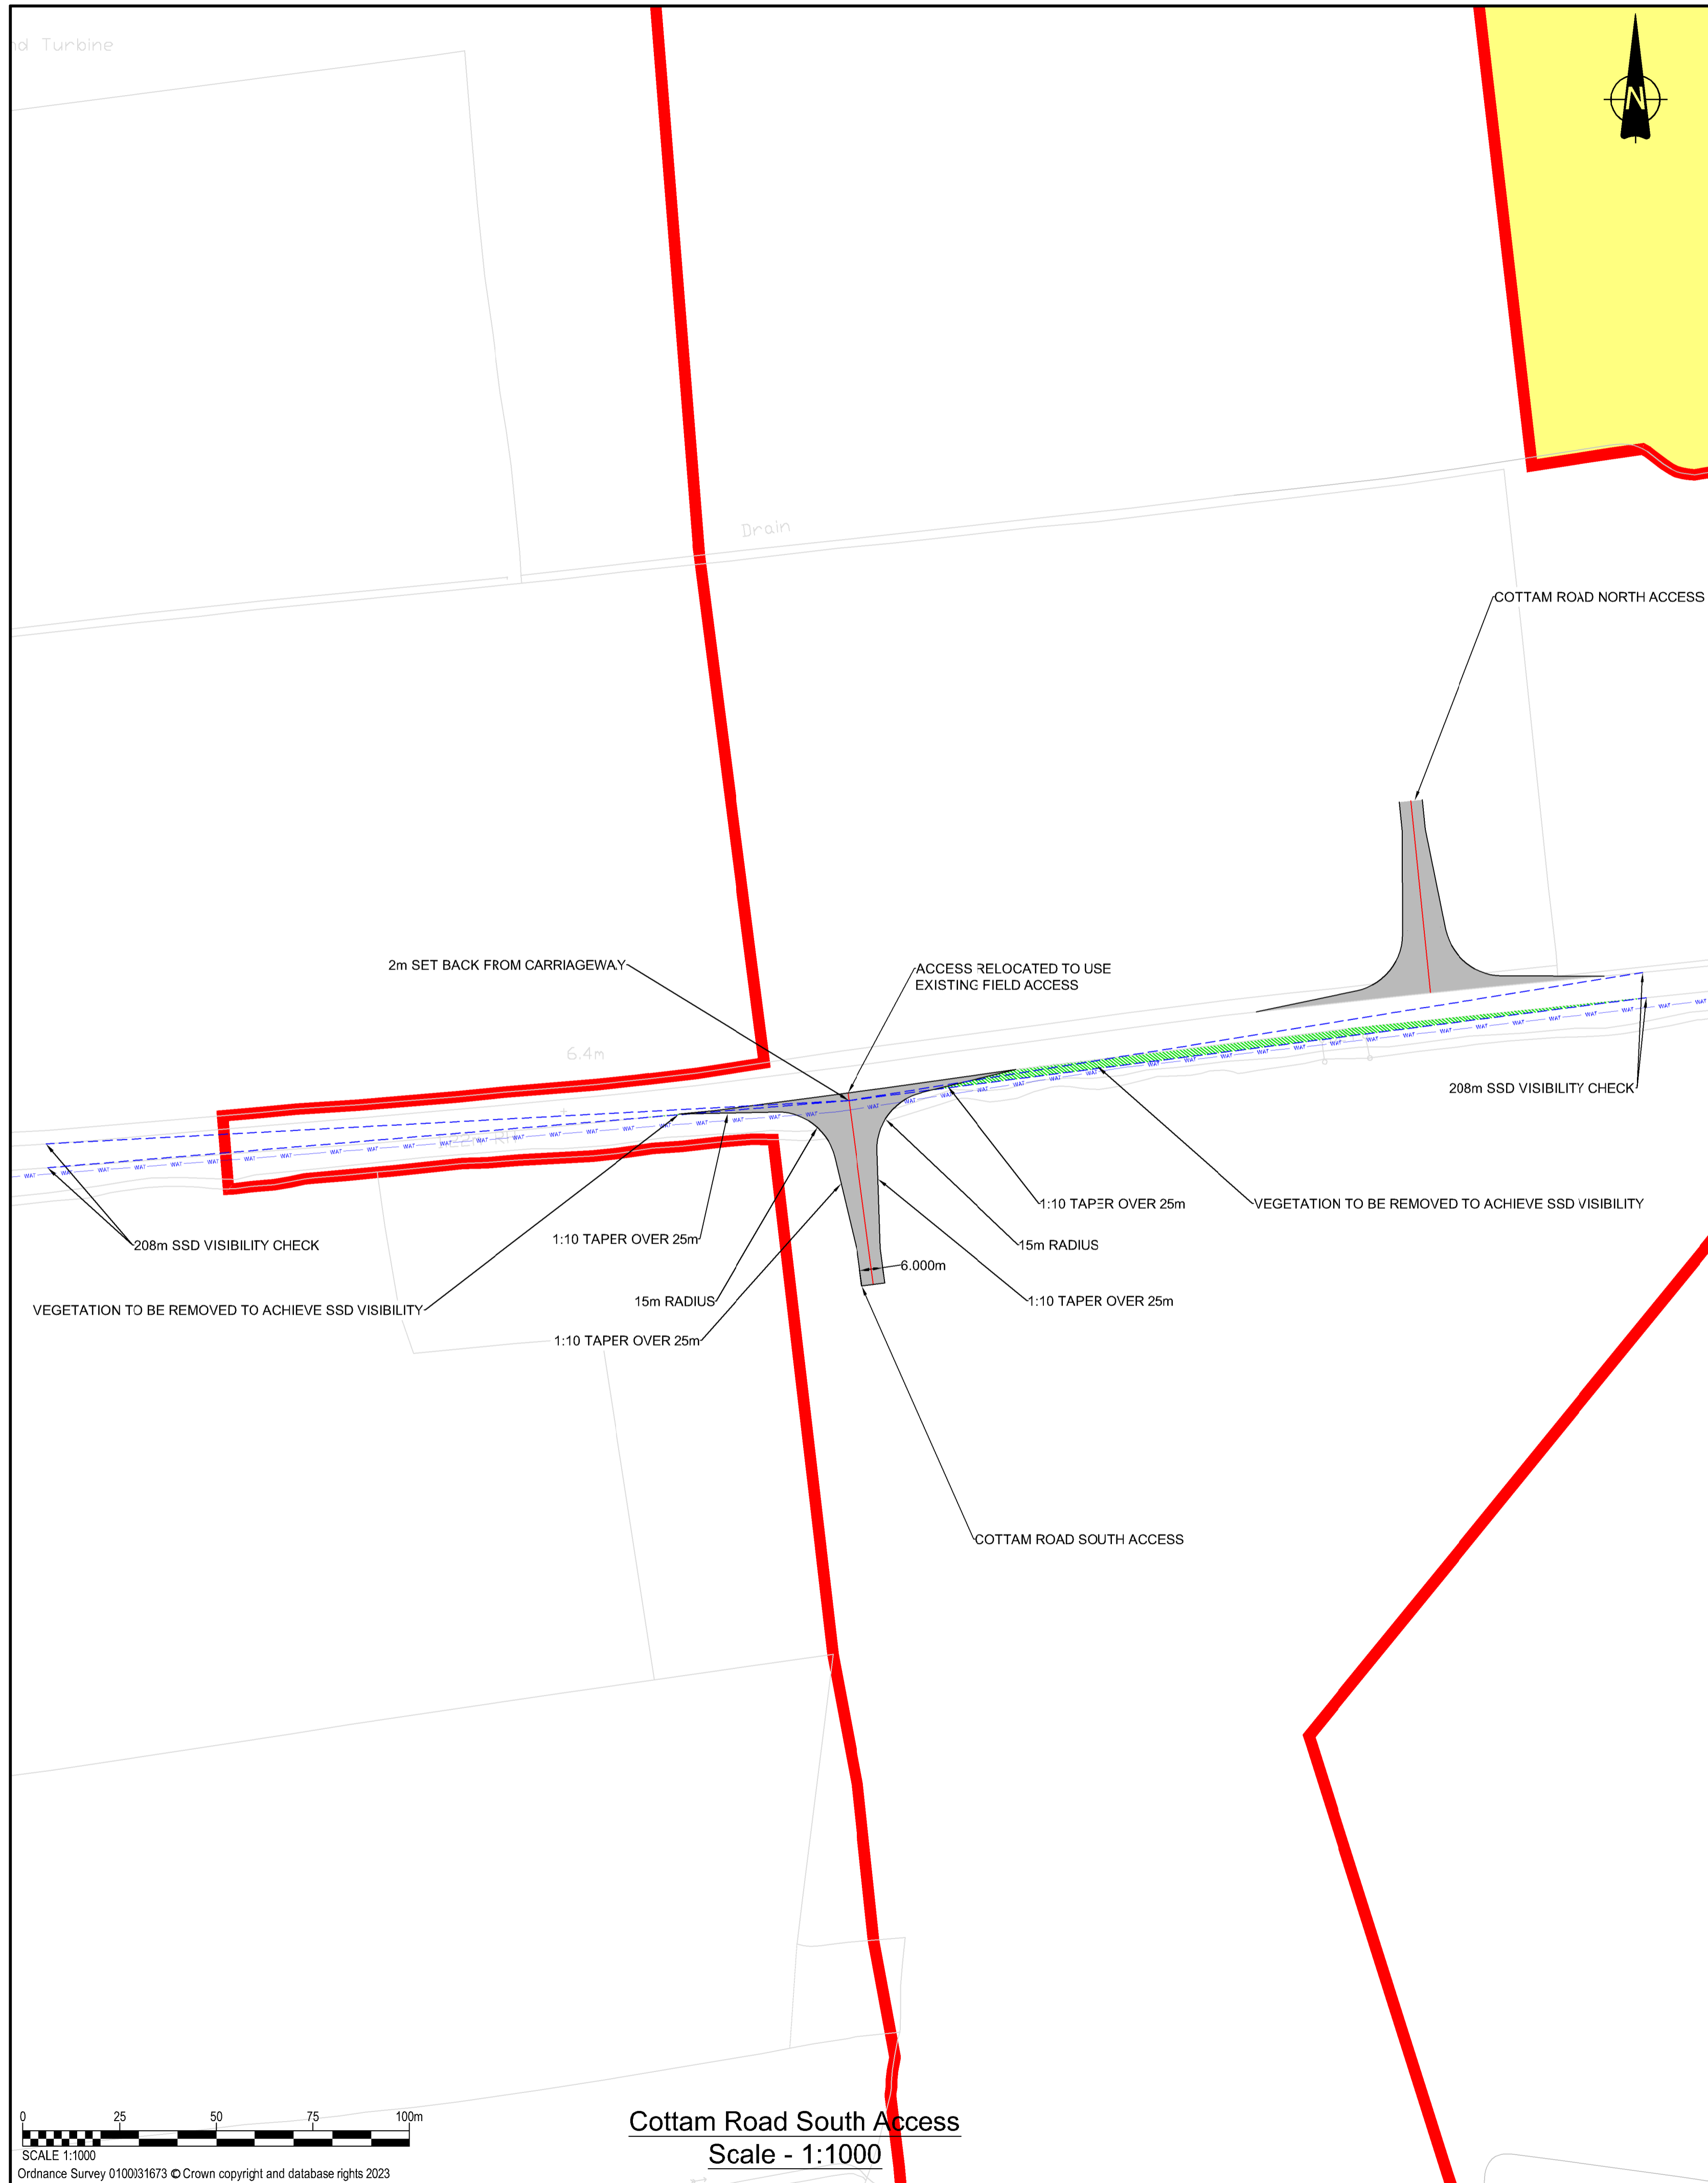 nd Turbine
N
Drain
COTTAM ROAD NORTH ACCESS
2m SET BACK FROM CARRIAGEWAY
ACCESS RELOCATED TO USE
EXISTING FIELD ACCESS
6.4m
208m SSD VISIBILITY CHECK
1:10 TAPER OVER 25m
VEGETATION TO BE REMOVED TO ACHIEVE SSD VISIBILITY
1:10 TAPER OVER 25m
208m SSD VISIBILITY CHECK
15m RADIUS
6.000m
15m RADIUS
1:10 TAPER OVER 25m
VEGETATION TO BE REMOVED TO ACHIEVE SSD VISIBILITY
1:10 TAPER OVER 25m
COTTAM ROAD SOUTH ACCESS
0 25 50 75 100m
SCALE 1:1000
Ordnance Survey 0100031673 © Crown copyright and database rights 2023
Cottam Road South Access
Scale - 1:1000